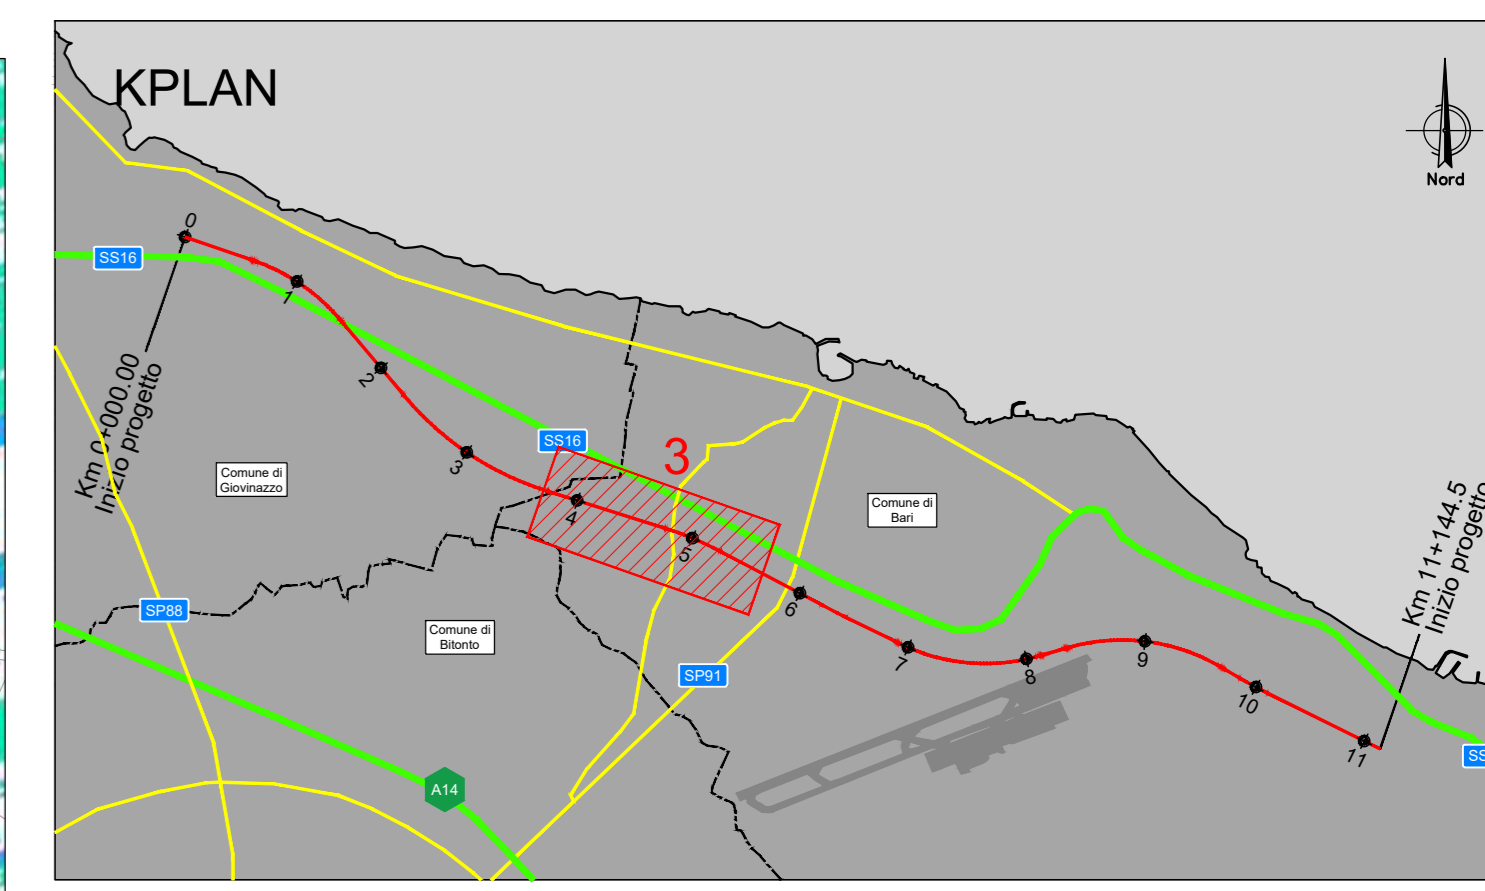 KPLAN
Nord
0
SS16
1
Km 0+000.00
Inizio progetto
2
3
SS16
3
Comune di
Giovinazzo
4
5
Comune di
Bari
Km 11+144.5
Inizio progetto
6
SP88
Comune di
Bitonto
7
8
9
SP91
10
11
SS
A14